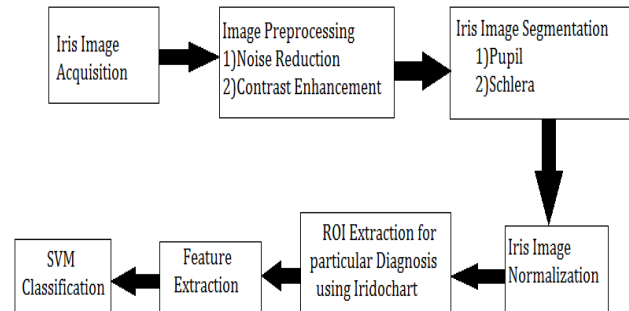 Iris Image
Acquisition
Image Preprocessing
1)Noise Reduction
2)Contrast Enhancement
Iris Image Segmentation
1)Pupil
2)Schlera
Iris Image
Normalization
ROI Extraction for
particular Diagnosis
using Iridochart
Feature
Extraction
SVM
Classification